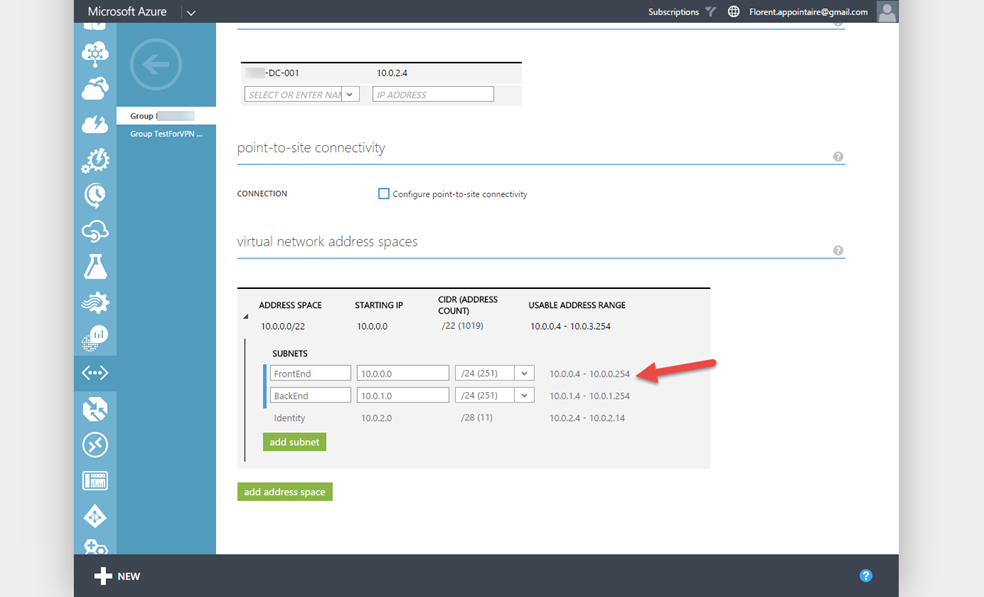 Microsoft Azure
Subscriptions
Florent.appointaire@gmail.com
Group
Group TestForVPN ...
-DC-001 10.0.2.4
SELECT OR ENTER NAM IP ADDRESS
point-to-site connectivity
?
CONNECTION Configure point-to-site connectivity
virtual network address spaces
?
ADDRESS SPACE STARTING IP CIDR (ADDRESS COUNT) USABLE ADDRESS RANGE
10.0.0.0/22 10.0.0.0 /22 (1019) 10.0.0.4 - 10.0.3.254
SUBNETS
FrontEnd 10.0.0.0 /24 (251) 10.0.0.4 - 10.0.0.254
BackEnd 10.0.1.0 /24 (251) 10.0.1.4 - 10.0.1.254
Identity 10.0.2.0 /28 (11) 10.0.2.4 - 10.0.2.14
add subnet
add address space
NEW
?